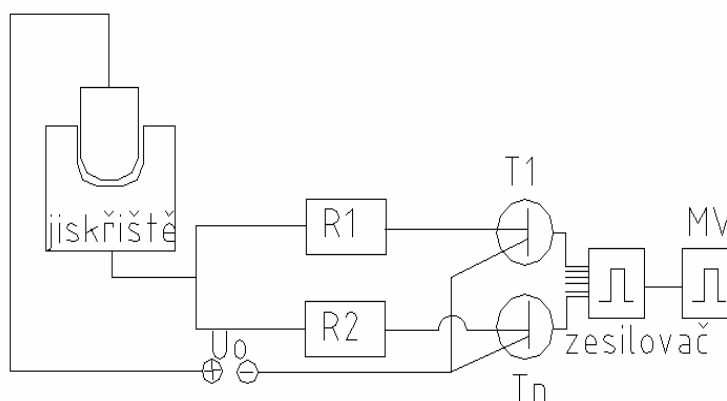 T1
MV
R1
jiskřiště
R2
Uo
zesilovač
Tn